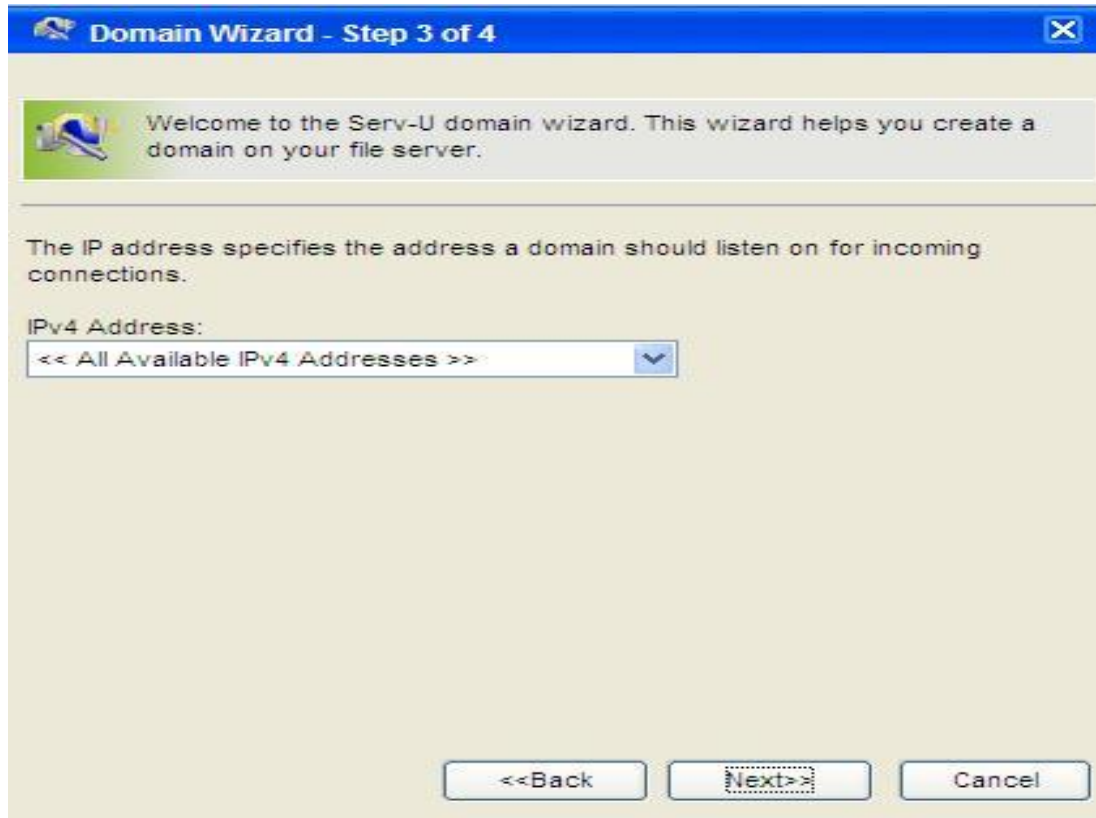 Domain Wizard - Step 3 of 4
Welcome to the Serv-U domain wizard. This wizard helps you create a
domain on your file server.
The IP address specifies the address a domain should listen on for incoming
connections.
IPv4 Address:
<< All Available IPv4 Addresses >>
<<Back Next>> Cancel